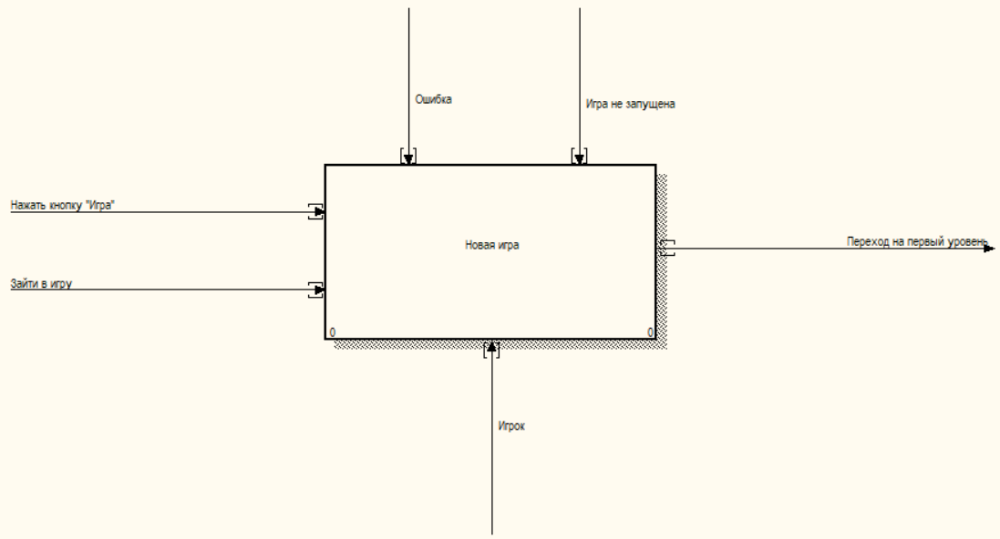 Ошибка
Игра не запущена
Нажать кнопку "Игра"
Новая игра
Переход на первый уровень
Зайти в игру
0
0
Игрок